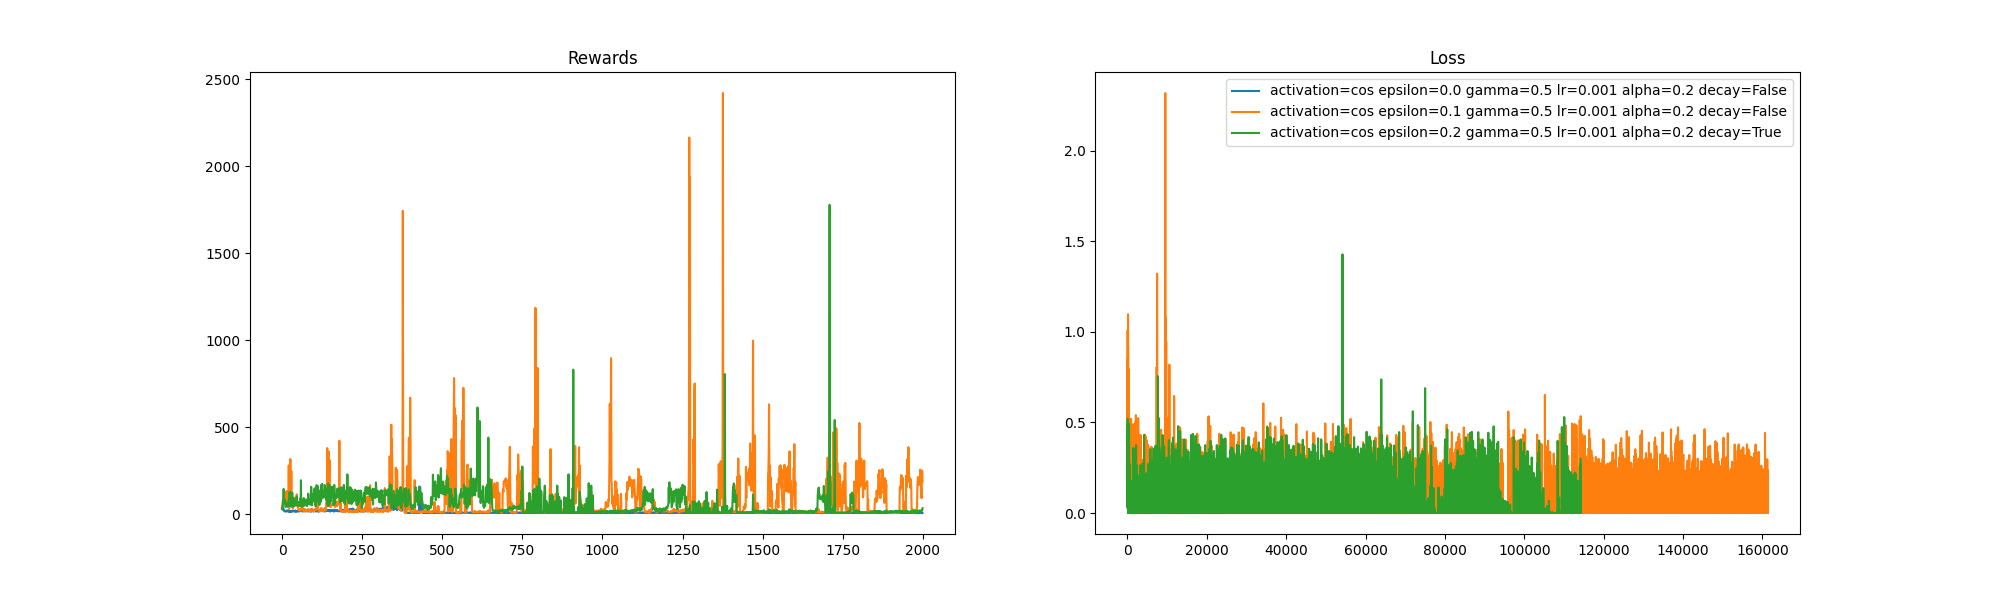 Rewards
2500
2000
1500
1000
500
0
0 250 500 750 1000 1250 1500 1750 2000
Loss
activation=cos epsilon=0.0 gamma=0.5 lr=0.001 alpha=0.2 decay=False
activation=cos epsilon=0.1 gamma=0.5 lr=0.001 alpha=0.2 decay=False
activation=cos epsilon=0.2 gamma=0.5 lr=0.001 alpha=0.2 decay=True
2.0
1.5
1.0
0.5
0.0
0 20000 40000 60000 80000 100000 120000 140000 160000